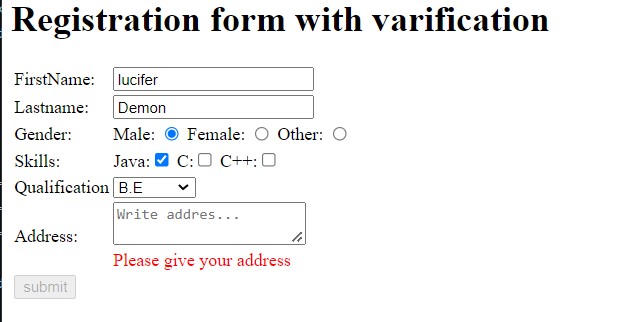 Registration form with varification
FirstName: lucifer
Lastname: Demon
Gender: Male: Female: Other:
Skills: Java: C: C++:
Qualification B.E
Address: Write addres...
Please give your address
submit